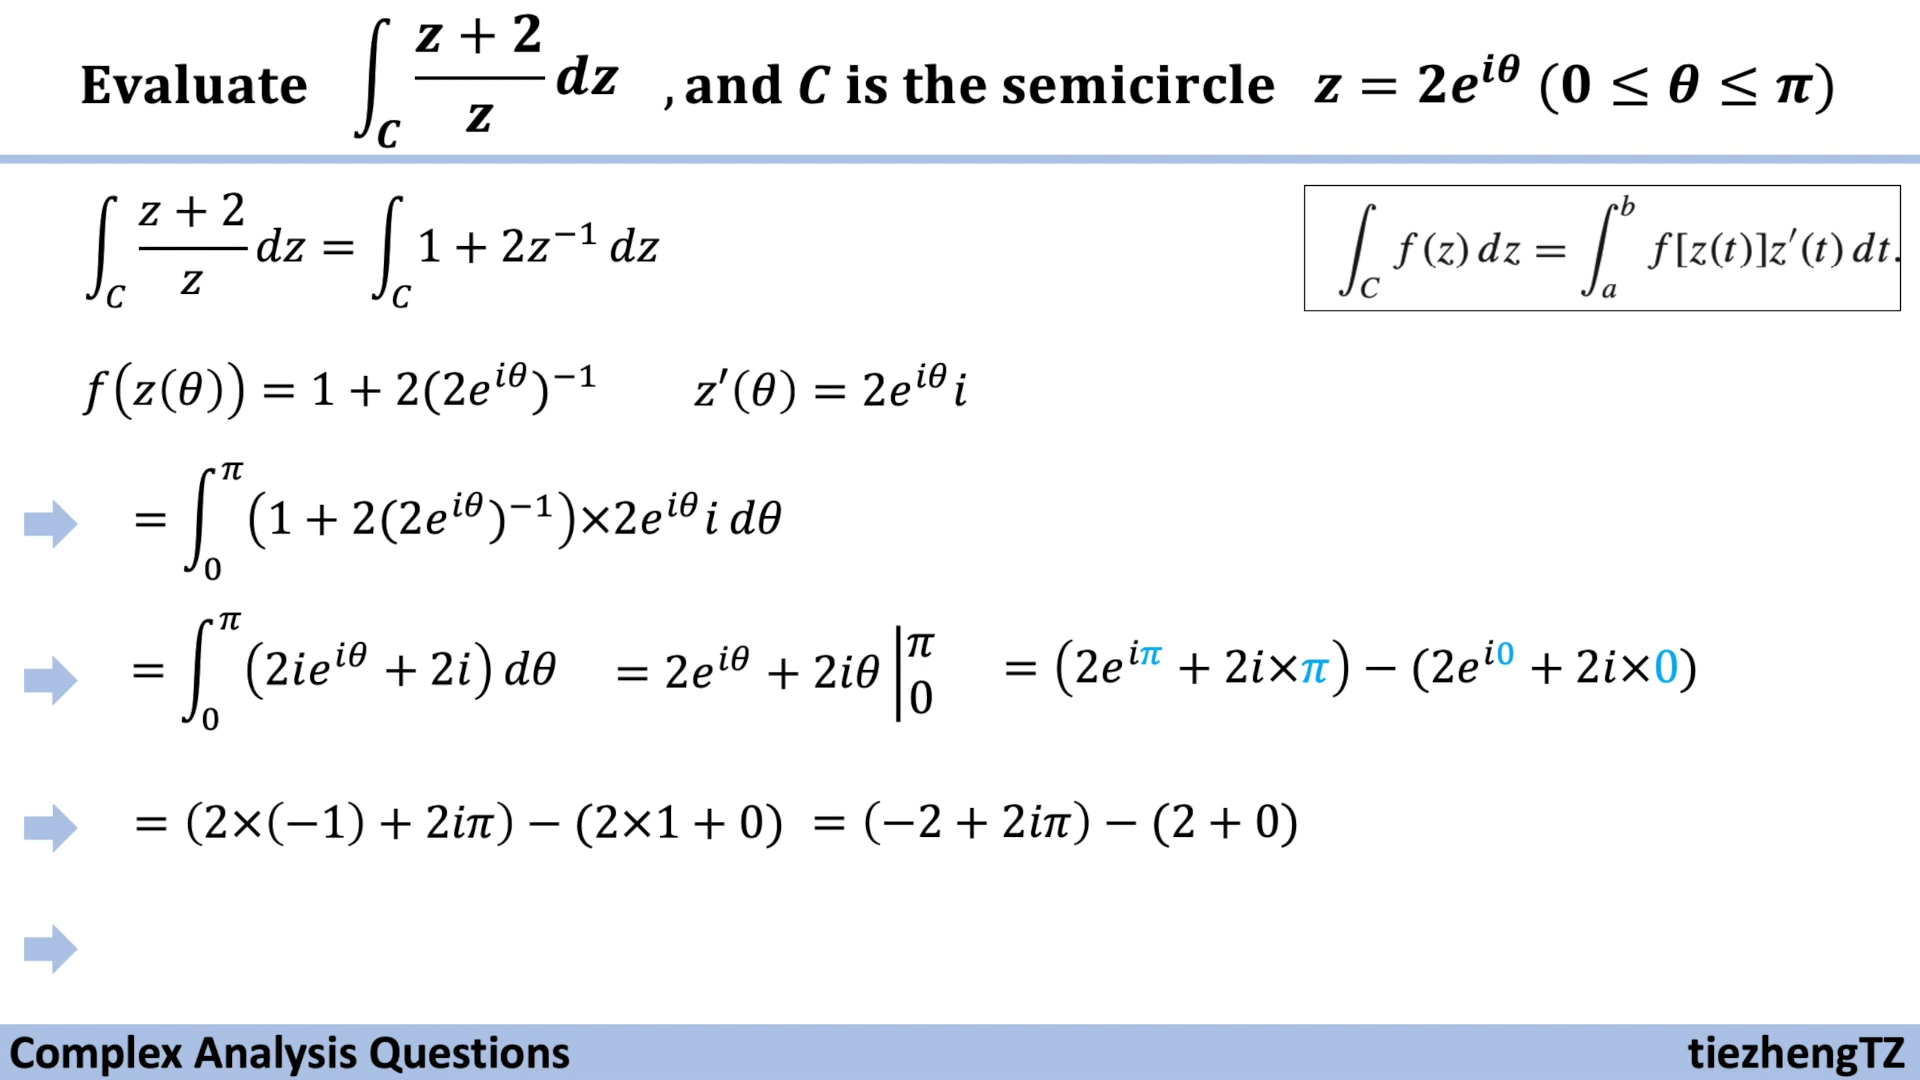 Evaluate ∫_C (z + 2)/z dz , and C is the semicircle z = 2e^{iθ} (0 ≤ θ ≤ π)
∫_C (z + 2)/z dz = ∫_C 1 + 2z^{−1} dz
∫_C f(z) dz = ∫_a^b f[z(t)]z′(t) dt.
f(z(θ)) = 1 + 2(2e^{iθ})^{−1} z′(θ) = 2e^{iθ}i
= ∫_0^π (1 + 2(2e^{iθ})^{−1})×2e^{iθ}i dθ
= ∫_0^π (2ie^{iθ} + 2i) dθ = 2e^{iθ} + 2iθ |_0^π = (2e^{iπ} + 2i×π) − (2e^{i0} + 2i×0)
= (2×(−1) + 2iπ) − (2×1 + 0) = (−2 + 2iπ) − (2 + 0)
Complex Analysis Questions tiezhengTZ